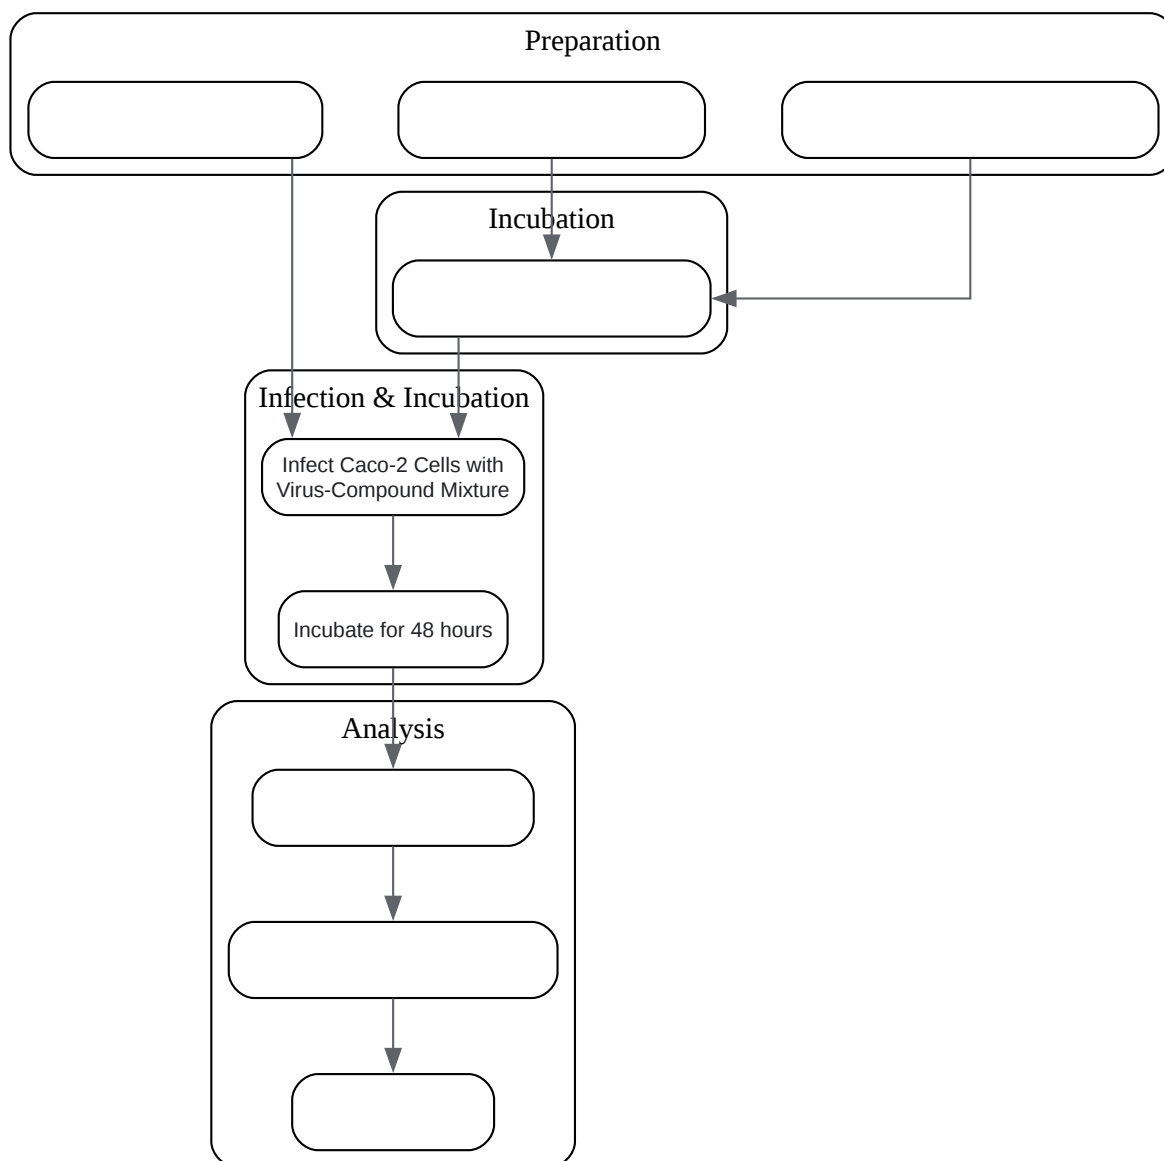 Preparation
Incubation
Infection & Incubation
Infect Caco-2 Cells with
Virus-Compound Mixture
Incubate for 48 hours
Analysis